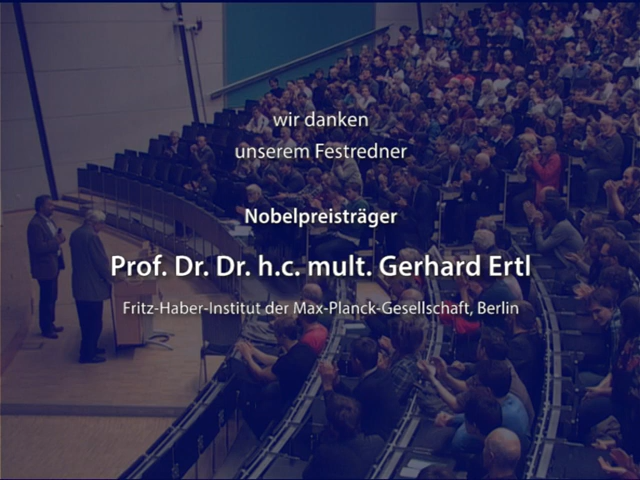 wir danken
unserem Festredner
Nobelpreisträger
Prof. Dr. Dr. h.c. mult. Gerhard Ertl
Fritz-Haber-Institut der Max-Planck-Gesellschaft, Berlin